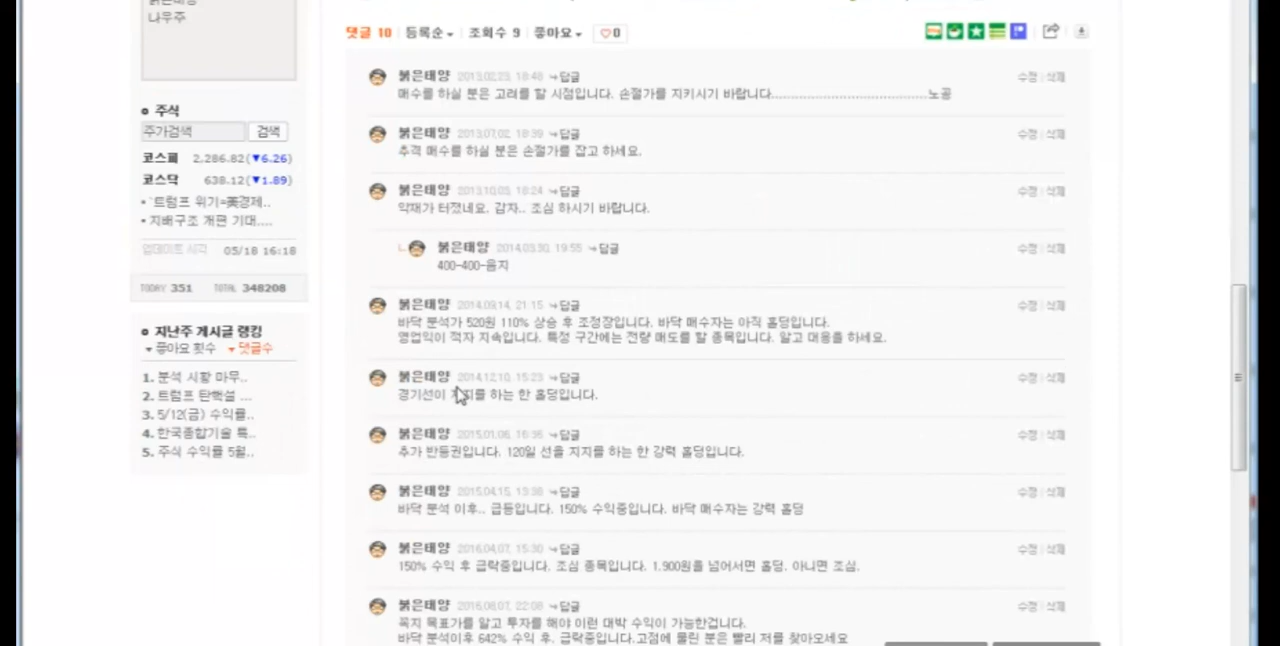 나무주
주식
주가검색 검색
코스피 2,286.82(▼6.26)
코스닥 638.12(▼1.89)
• `트럼프 위기=美경제..
• 지배구조 개편 기대....
업데이트 시각 05/18 16:18
TODAY 351 TOTAL 348208
지난주 게시글 랭킹
좋아요 횟수 댓글수
1. 분석 시황 마무..
2. 트럼프 탄핵설 ...
3. 5/12(금) 수익률..
4. 한국종합기술 특..
5. 주식 수익률 5월..
댓글 10 등록순 조회수 9 좋아요 ♡0
붉은태양 2013.02.23, 18:48 답글 수정 삭제
매수를 하실 분은 고려를 할 시점입니다. 손절가를 지키시기 바랍니다.......................................노공
붉은태양 2013.07.02, 18:39 답글 수정 삭제
추격 매수를 하실 분은 손절가를 잡고 하세요.
붉은태양 2013.10.03, 18:24 답글 수정 삭제
악재가 터졌네요. 감자.. 조심 하시기 바랍니다.
붉은태양 2014.03.30, 19:55 답글 수정 삭제
400-400-음지
붉은태양 2014.09.14, 21:15 답글 수정 삭제
바닥 분석가 520원 110% 상승 후 조정장입니다. 바닥 매수자는 아직 홀딩입니다.
영업익이 적자 지속입니다. 특정 구간에는 전량 매도를 할 종목입니다. 알고 대응을 하세요.
붉은태양 2014.12.10, 15:23 답글 수정 삭제
경기선이 지지를 하는 한 홀딩입니다.
붉은태양 2015.01.06, 16:36 답글 수정 삭제
추가 반등권입니다. 120일 선을 지지를 하는 한 강력 홀딩입니다.
붉은태양 2015.04.15, 13:38 답글 수정 삭제
바닥 분석 이후.. 급등입니다. 150% 수익중입니다. 바닥 매수자는 강력 홀딩
붉은태양 2016.04.07, 15:30 답글 수정 삭제
150% 수익 후 급락중입니다. 조심 종목입니다. 1,900원을 넘어서면 홀딩, 아니면 조심.
붉은태양 2016.08.07, 22:08 답글 수정 삭제
꼭지 목표가를 알고 투자를 해야 이런 대박 수익이 가능한겁니다.
바닥 분석이후 642% 수익 후, 급락중입니다.고점에 물린 분은 빨리 저를 찾아오세요